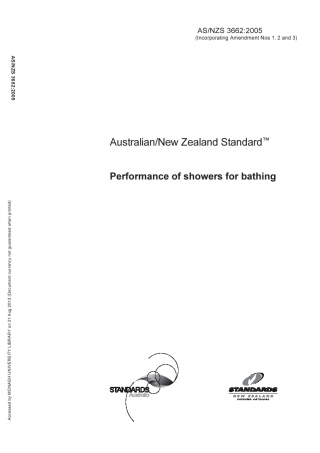 AS/NZS 3662:2005
(Incorporating Amendment Nos 1, 2 and 3)
AS/NZS 3662:2005
Australian/New Zealand Standard™
Performance of showers for bathing
Accessed by MONASH UNIVERSITY LIBRARY on 21 Aug 2013 (Document currency not guaranteed when printed)
STANDARDS
Australia
STANDARDS
NEW ZEALAND